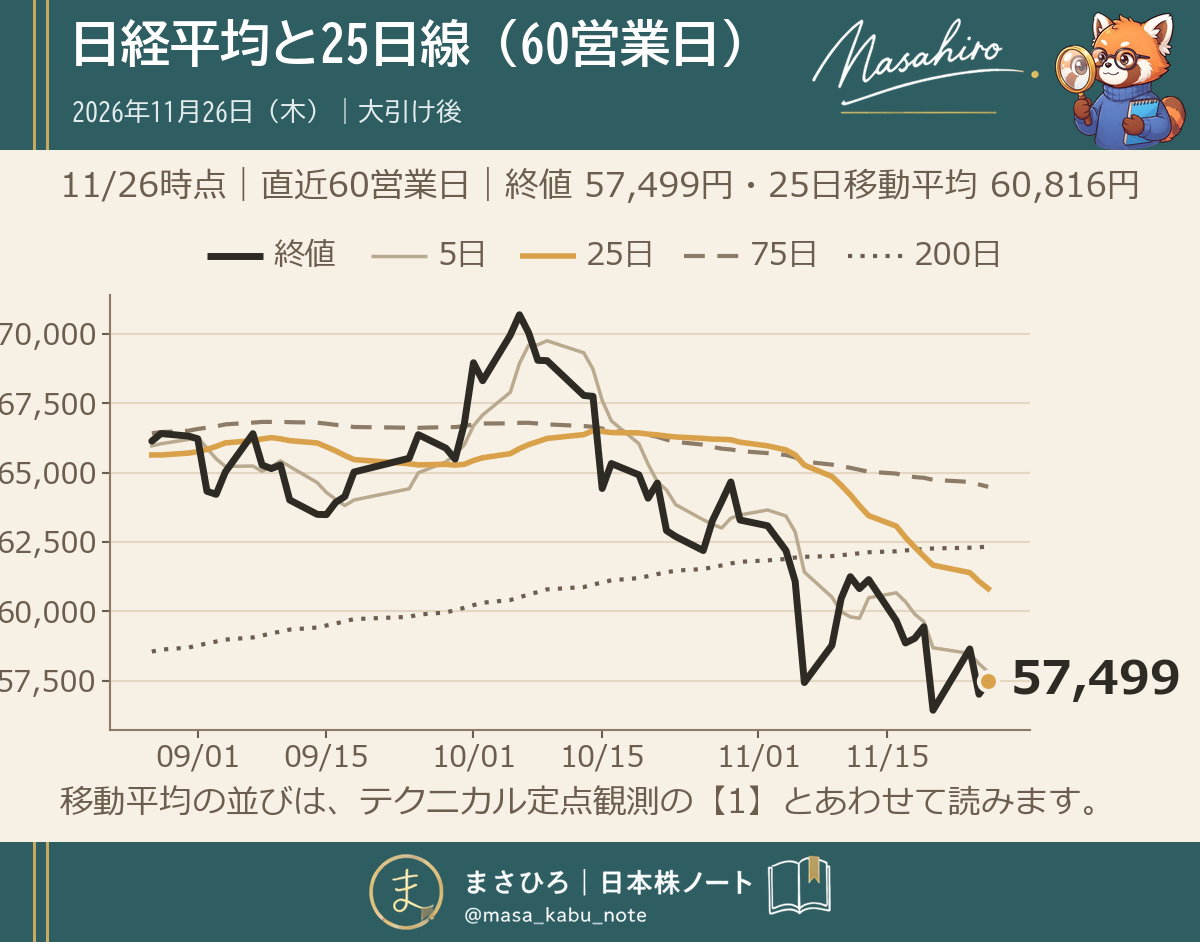 日経平均と25日線（60営業日）
Masahiro
2026年11月26日（木）｜大引け後
11/26時点｜直近60営業日｜終値 57,499円・25日移動平均 60,816円
終値 5日 25日 75日 200日
70,000
67,500
65,000
62,500
60,000
57,500
57,499
09/01 09/15 10/01 10/15 11/01 11/15
移動平均の並びは、テクニカル定点観測の【1】とあわせて読みます。
ま
まさひろ｜日本株ノート
@masa_kabu_note